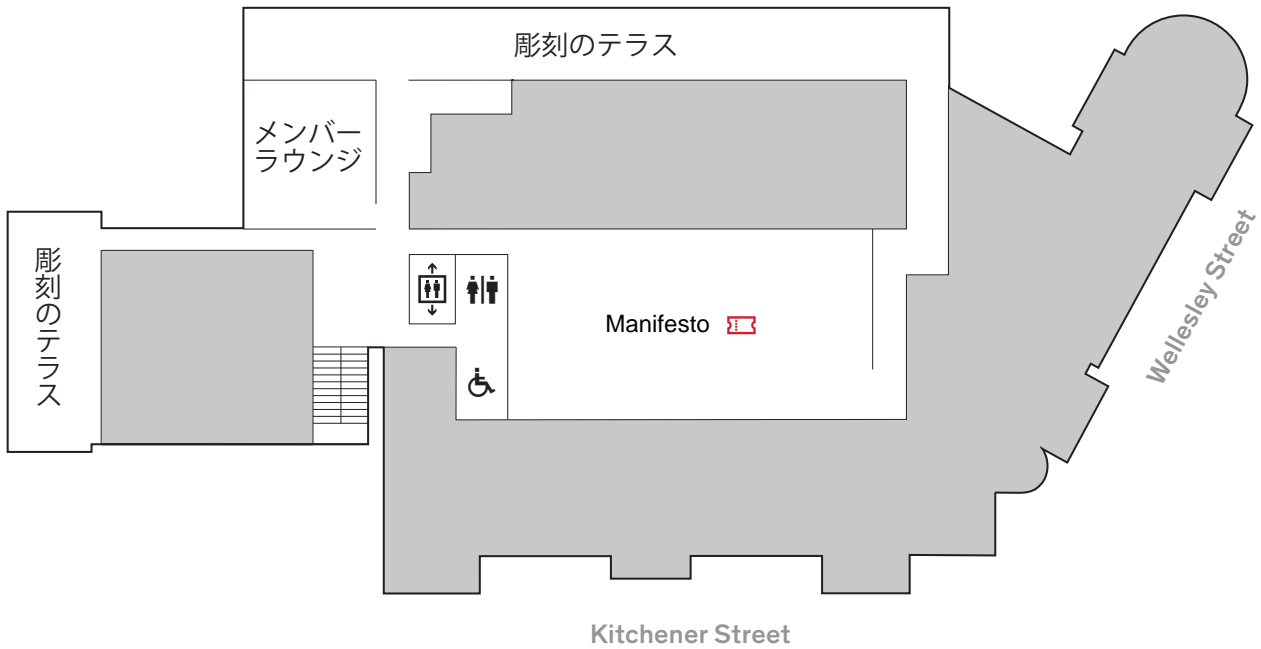 彫刻のテラス
メンバー
ラウンジ
彫刻のテラス
Manifesto
Wellesley Street
Kitchener Street